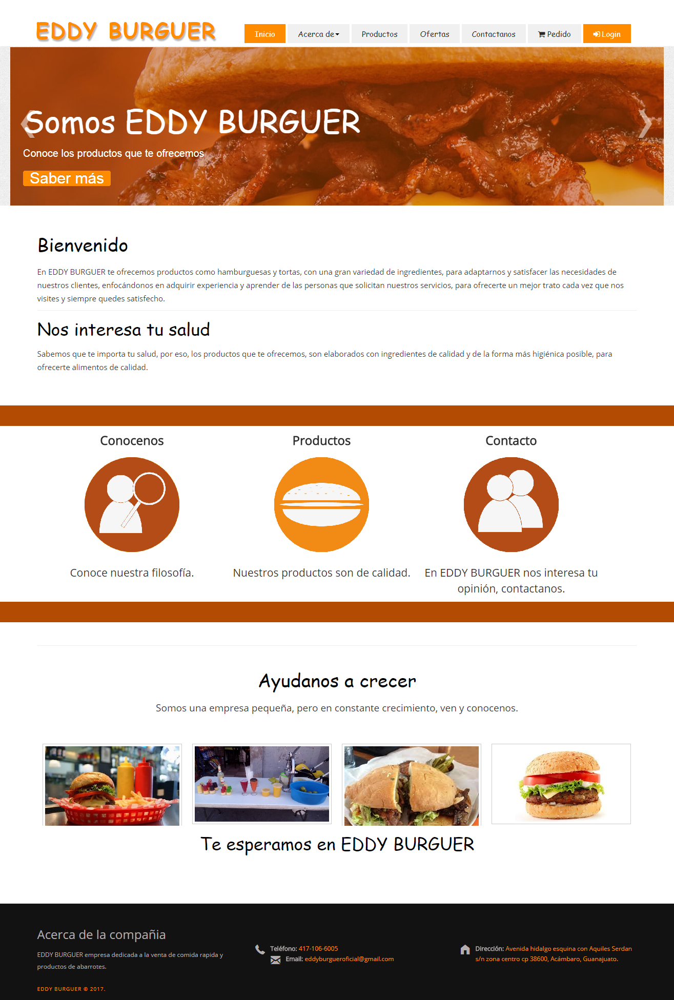 EDDY BURGUER
Inicio
Acerca de
Productos
Ofertas
Contactanos
Pedido
Login
Somos EDDY BURGUER
Conoce los productos que te ofrecemos
Saber más
Bienvenido
En EDDY BURGUER te ofrecemos productos como hamburguesas y tortas, con una gran variedad de ingredientes, para adaptarnos y satisfacer las necesidades de
nuestros clientes, enfocándonos en adquirir experiencia y aprender de las personas que solicitan nuestros servicios, para ofrecerte un mejor trato cada vez que nos
visites y siempre quedes satisfecho.
Nos interesa tu salud
Sabemos que te importa tu salud, por eso, los productos que te ofrecemos, son elaborados con ingredientes de calidad y de la forma más higiénica posible, para
ofrecerte alimentos de calidad.
Conocenos
Conoce nuestra filosofía.
Productos
Nuestros productos son de calidad.
Contacto
En EDDY BURGUER nos interesa tu
opinión, contactanos.
Ayudanos a crecer
Somos una empresa pequeña, pero en constante crecimiento, ven y conocenos.
Te esperamos en EDDY BURGUER
Acerca de la compañia
EDDY BURGUER empresa dedicada a la venta de comida rapida y
productos de abarrotes.
Teléfono: 417-106-6005
Email: eddyburgueroficial@gmail.com
Dirección: Avenida hidalgo esquina con Aquiles Serdan
s/n zona centro cp 38600, Acámbaro, Guanajuato.
EDDY BURGUER © 2017.